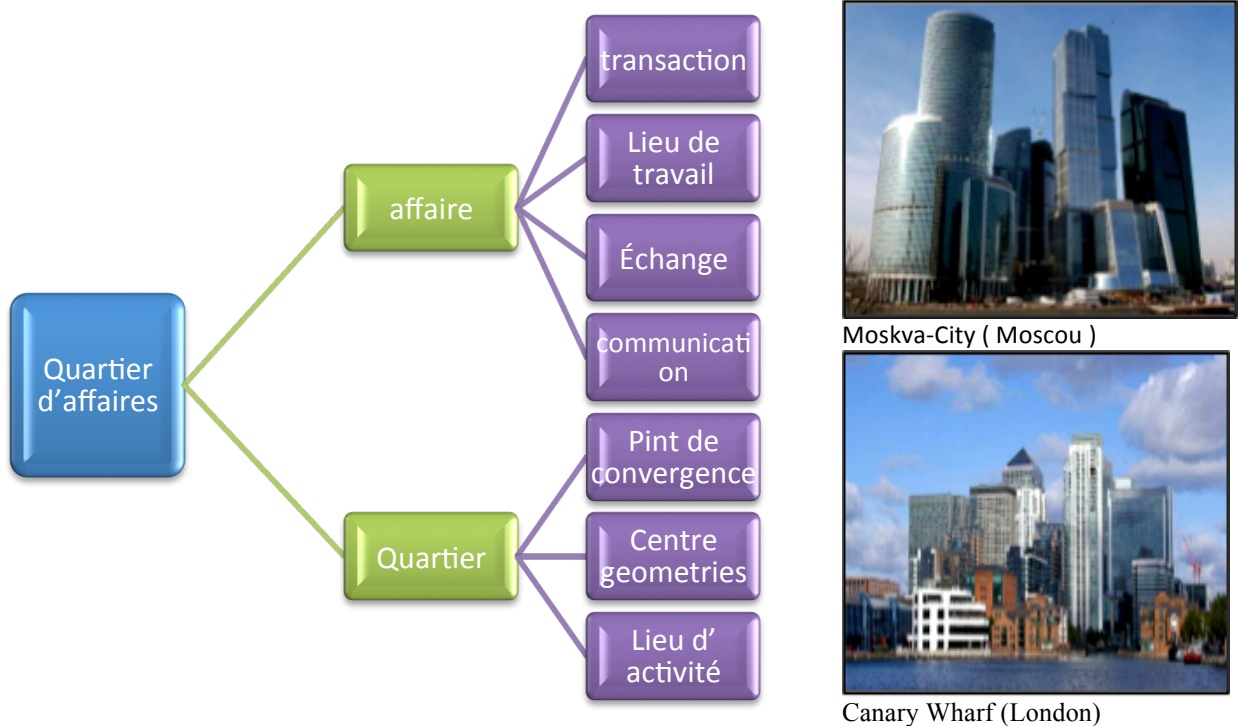 transaction
Lieu de
travail
affaire
Échange
communicati
on
Quartier
d’affaires
Pint de
convergence
Quartier
Centre
geometries
Lieu d’
activité
Moskva-City ( Moscou )
Canary Wharf (London)